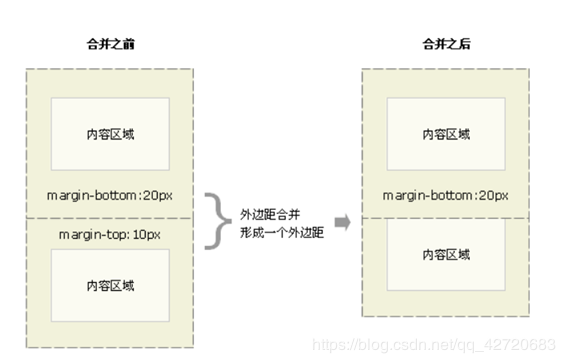 合并之前
合并之后
内容区域
内容区域
margin-bottom:20px
margin-bottom:20px
外边距合并
形成一个外边距
margin-top:10px
内容区域
内容区域
https://blog.csdn.net/qq_42720683